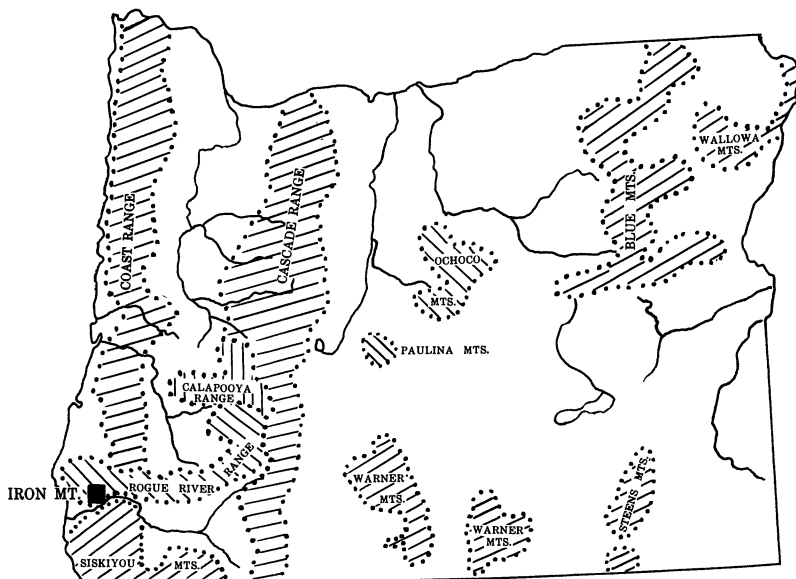 WALLOWA
MTS.
BLUE MTS.
COAST RANGE
CASCADE RANGE
OCHOCO
MTS.
PAULINA MTS.
CALAPOOYA
RANGE
IRON MT.
ROGUE RIVER
RANGE
WARNER
MTS.
WARNER
MTS.
STEENS MTS.
SISKIYOU
MTS.